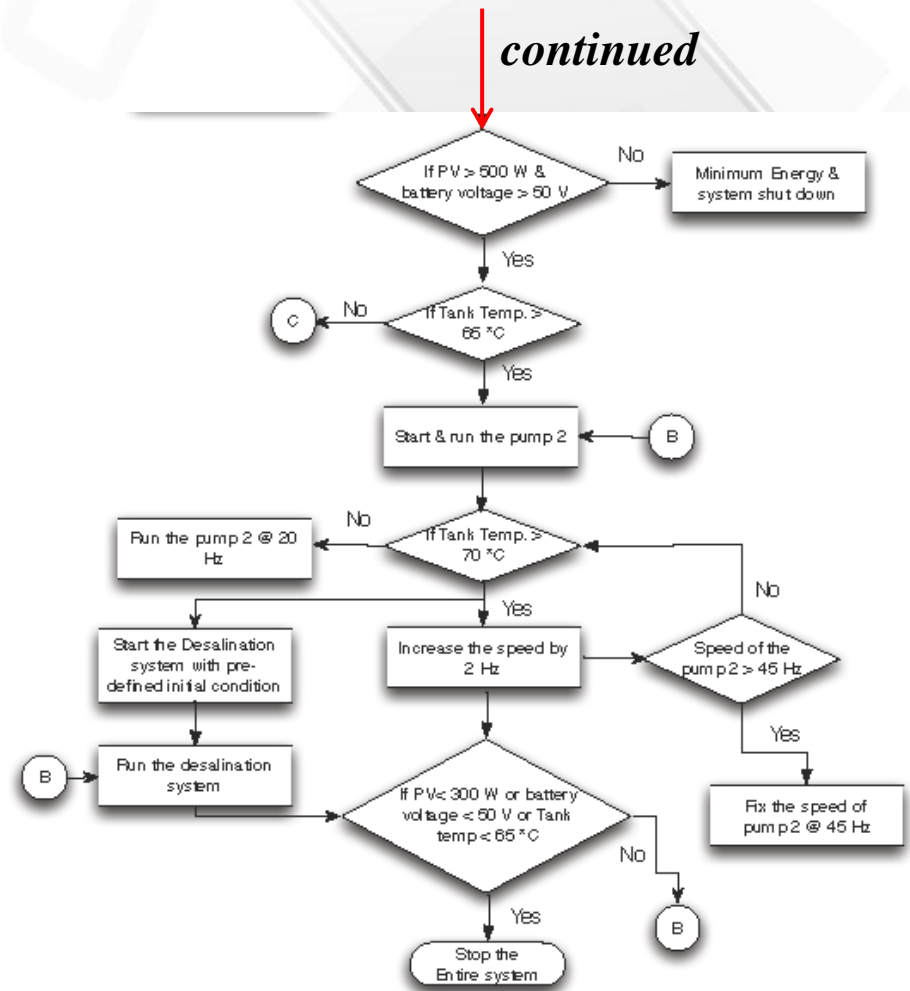 continued
If PV > 500 W &
battery voltage > 50 V
No
Minimum Energy &
system shut down
Yes
C
No
If Tank Temp. >
65 °C
Yes
Start & run the pump 2
B
Run the pump 2 @ 20
Hz
No
If Tank Temp. >
70 °C
No
Yes
Start the Desalination
system with pre-
defined initial condition
Increase the speed by
2 Hz
Speed of the
pump 2 > 45 Hz
Yes
B
Run the desalination
system
If PV< 300 W or battery
voltage < 50 V or Tank
temp < 65 °C
Fix the speed of
pump 2 @ 45 Hz
No
B
Yes
Stop the
Entire system